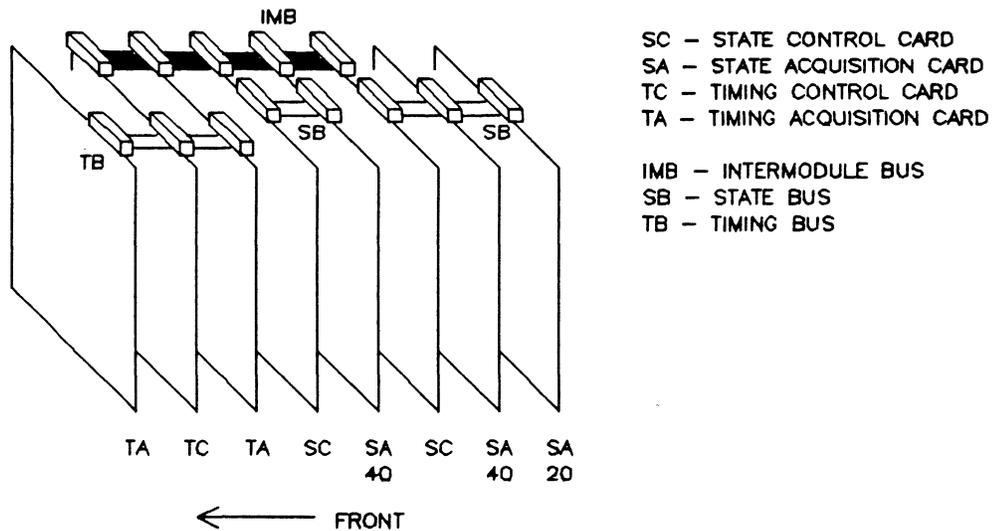 IMB
SB
SB
TB
SC – STATE CONTROL CARD
SA – STATE ACQUISITION CARD
TC – TIMING CONTROL CARD
TA – TIMING ACQUISITION CARD
IMB – INTERMODULE BUS
SB – STATE BUS
TB – TIMING BUS
TA TC TA SC SA SC SA SA
40 40 20
FRONT